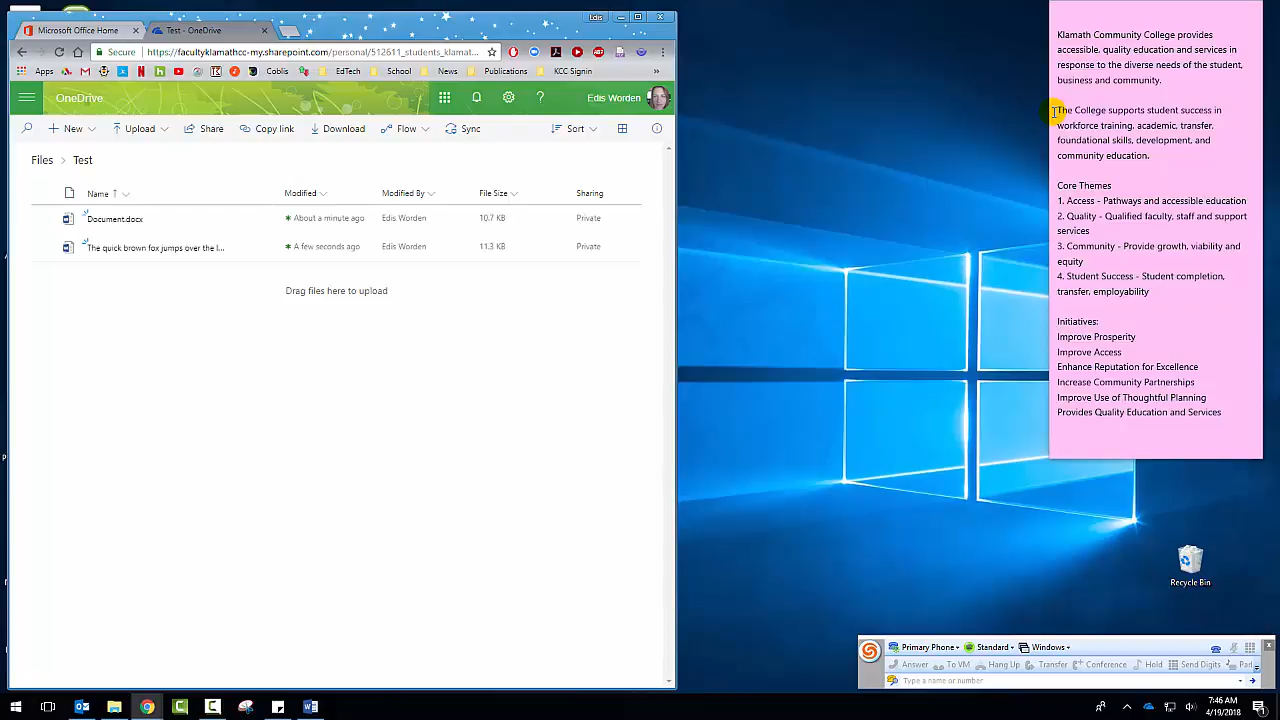 Edis
Microsoft Office Home
Test - OneDrive
Secure https://facultyklamathcc-my.sharepoint.com/personal/512611_students_klamat...
Apps
Coblis
EdTech
School
News
Publications
KCC Signin
»
OneDrive
Edis Worden
New
Upload
Share
Copy link
Download
Flow
Sync
Sort
Files > Test
Name Modified Modified By File Size Sharing
Document.docx About a minute ago Edis Worden 10.7 KB Private
The quick brown fox jumps over the l... A few seconds ago Edis Worden 11.3 KB Private
Drag files here to upload
Klamath Community College provides
accessible, quality education and services in
response to the diverse needs of the student,
business and community.
The College supports student success in
workforce training, academic, transfer,
foundational skills, development, and
community education.
Core Themes
1. Access - Pathways and accessible education
2. Quality - Qualified faculty, staff and support
services
3. Community - Provide growth, viability and
equity
4. Student Success - Student completion,
transfer, employability
Initiatives:
Improve Prosperity
Improve Access
Enhance Reputation for Excellence
Increase Community Partnerships
Improve Use of Thoughtful Planning
Provides Quality Education and Services
Recycle Bin
Primary Phone
Standard
Windows
Answer
To VM
Hang Up
Transfer
Conference
Hold
Send Digits
Park
Type a name or number
7:46 AM
4/19/2018